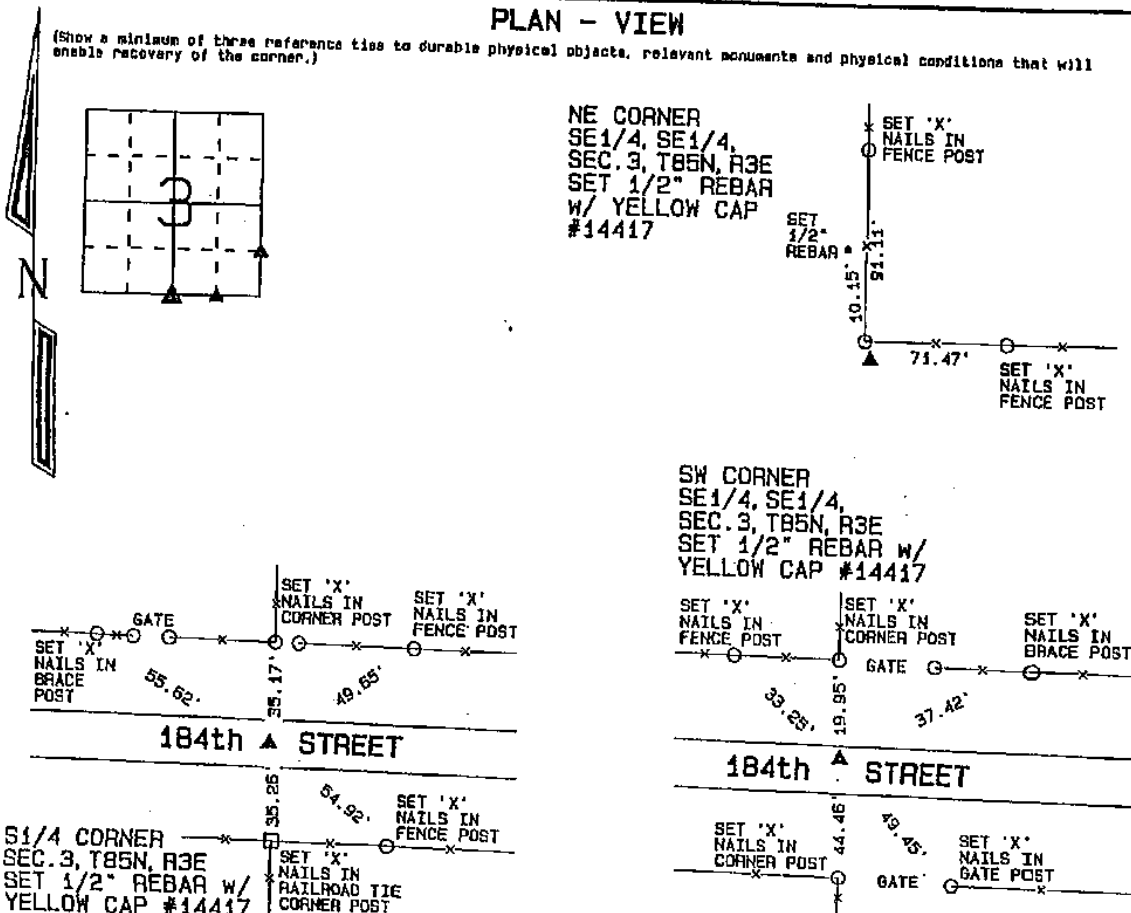 PLAN - VIEW
(Show a minimum of three reference ties to durable physical objects, relevant monuments and physical conditions that will
enable recovery of the corner.)
N
3
NE CORNER
SE1/4, SE1/4,
SEC.3, T85N, R3E
SET 1/2" REBAR
W/ YELLOW CAP
#14417
SET 'X'
NAILS IN
FENCE POST
SET
1/2"
REBAR
10.15'
91.11'
71.47'
SET 'X'
NAILS IN
FENCE POST
SW CORNER
SE1/4, SE1/4,
SEC.3, T85N, R3E
SET 1/2" REBAR W/
YELLOW CAP #14417
SET 'X'
NAILS IN
CORNER POST
SET 'X'
NAILS IN
FENCE POST
GATE
SET 'X'
NAILS IN
BRACE
POST
55.62'
35.17'
49.65'
184th STREET
35.26
54.92'
SET 'X'
NAILS IN
FENCE POST
S1/4 CORNER
SEC.3, T85N, R3E
SET 1/2" REBAR W/
YELLOW CAP #14417
SET 'X'
NAILS IN
RAILROAD TIE
CORNER POST
SET 'X'
NAILS IN
FENCE POST
SET 'X'
NAILS IN
CORNER POST
SET 'X'
NAILS IN
BRACE POST
GATE
33.25'
19.95'
37.42'
184th STREET
44.46'
49.45'
SET 'X'
NAILS IN
CORNER POST
GATE
SET 'X'
NAILS IN
GATE POST